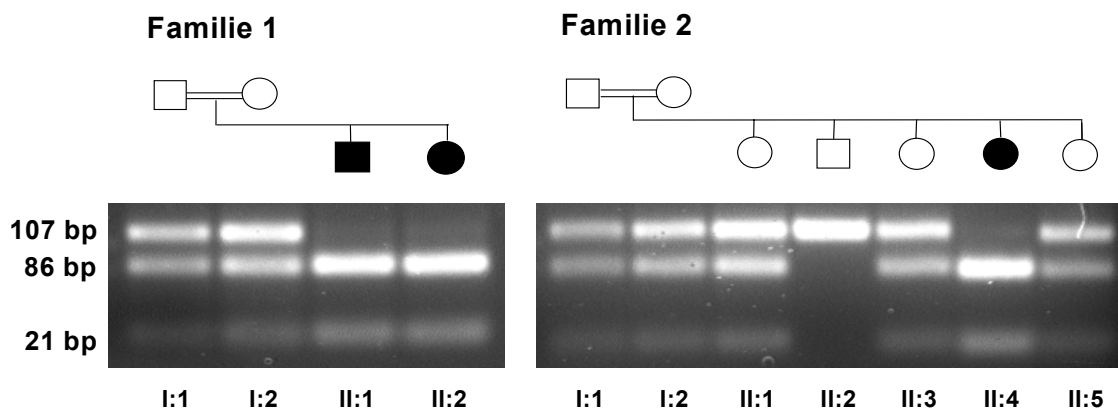 Familie 1
Familie 2
107 bp
86 bp
21 bp
I:1 I:2 II:1 II:2
I:1 I:2 II:1 II:2 II:3 II:4 II:5